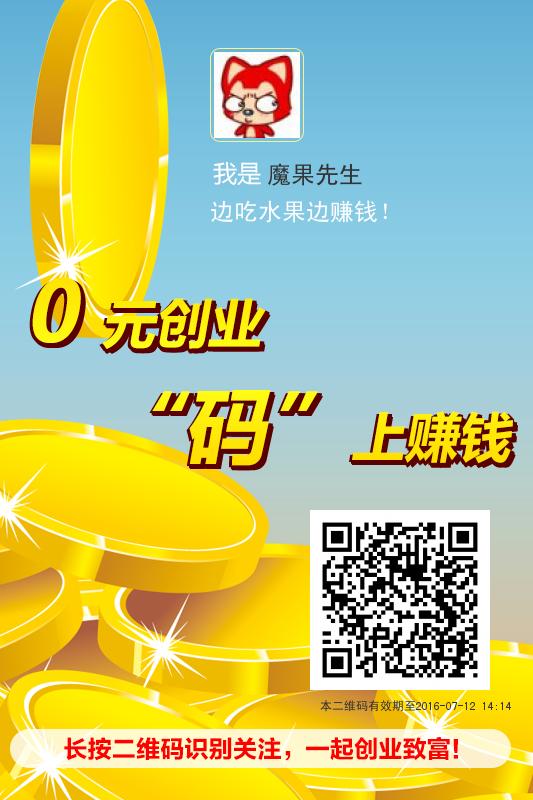 我是 魔果先生
边吃水果边赚钱!
0 元创业
“码” 上赚钱
本二维码有效期至2016-07-12 14:14
长按二维码识别关注，一起创业致富!